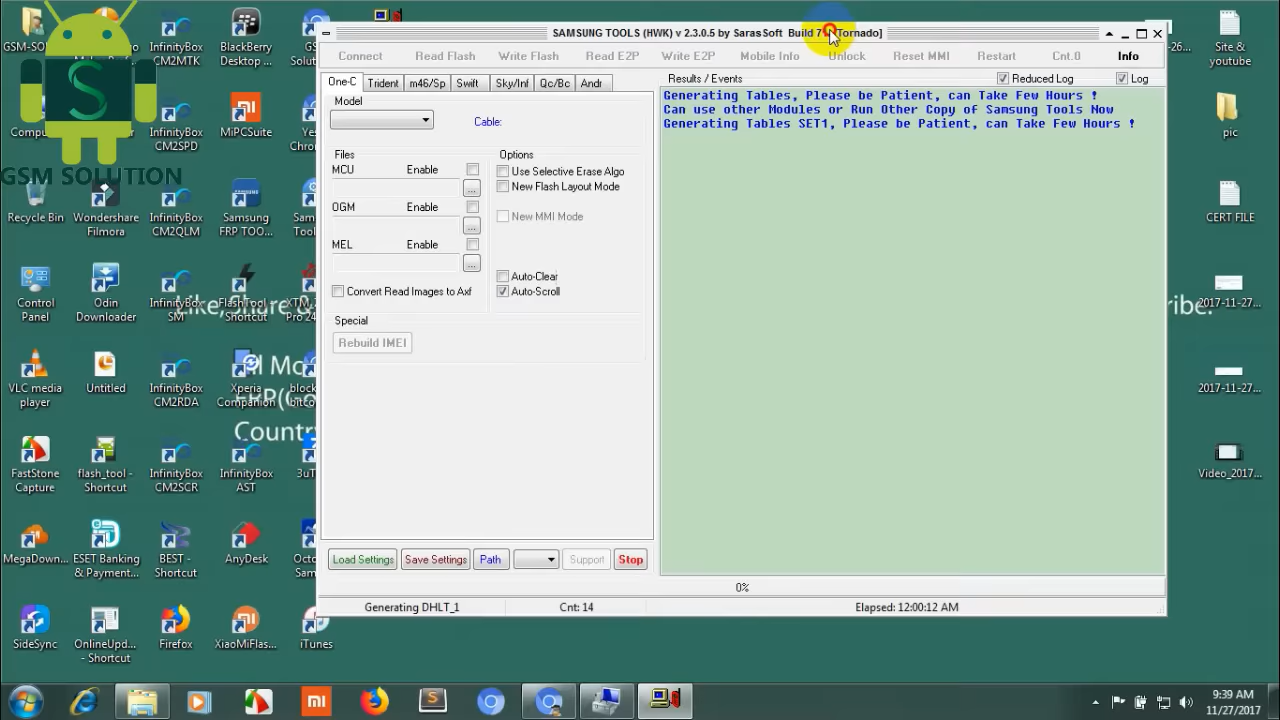 SAMSUNG TOOLS (HWK) v 2.3.0.5 by SarasSoft Build 7 Tornado]
Connect Read Flash Write Flash Read E2P Write E2P Mobile Info Unlock Reset MMI Restart Cnt.0 Info
One-C Trident m46/Sp Swift Sky/Inf Qc/Bc Andr
Results / Events Reduced Log Log
Model
Cable:
Files
MCU Enable
...
OGM Enable
...
MEL Enable
...
Convert Read Images to Axf
Options
Use Selective Erase Algo
New Flash Layout Mode
New MMI Mode
Auto-Clear
Auto-Scroll
Special
Rebuild IMEI
Load Settings Save Settings Path Support Stop
Generating Tables, Please be Patient, can Take Few Hours !
Can use other Modules or Run Other Copy of Samsung Tools Now
Generating Tables SET1, Please be Patient, can Take Few Hours !
0%
Generating DHLT_1 Cnt: 14 Elapsed: 12:00:12 AM
GSM SOLUTION
InfinityBox
CM2MTK
BlackBerry
Desktop ...
InfinityBox
CM2SPD
MiPCSuite
Recycle Bin
Wondershare
Filmora
InfinityBox
CM2QLM
Samsung
FRP TOO...
Control
Panel
Odin
Downloader
InfinityBox
SM
FlashTool
Shortcut
Like,Share
VLC media
player
Untitled
InfinityBox
CM2RDA
Xperia
Companion
FastStone
Capture
flash_tool -
Shortcut
InfinityBox
CM2SCR
InfinityBox
AST
MegaDown...
ESET Banking
& Payment...
BEST -
Shortcut
AnyDesk
SideSync
OnlineUpd...
- Shortcut
Firefox
XiaoMiFlas...
iTunes
Site &
youtube
pic
CERT FILE
2017-11-27...
2017-11-27...
Video_2017...
9:39 AM
11/27/2017